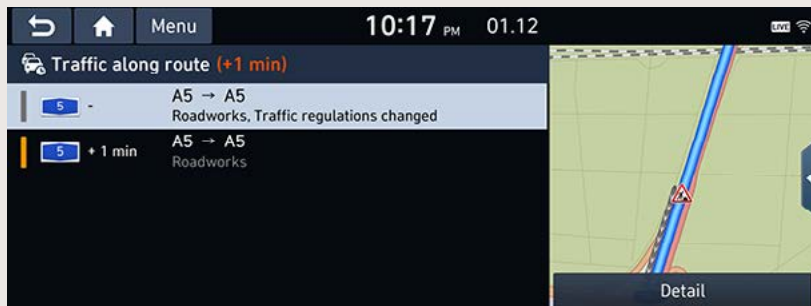 Menu
10:17 PM 01.12
LIVE
Traffic along route (+1 min)
5 - A5 → A5
Roadworks, Traffic regulations changed
5 + 1 min A5 → A5
Roadworks
Detail